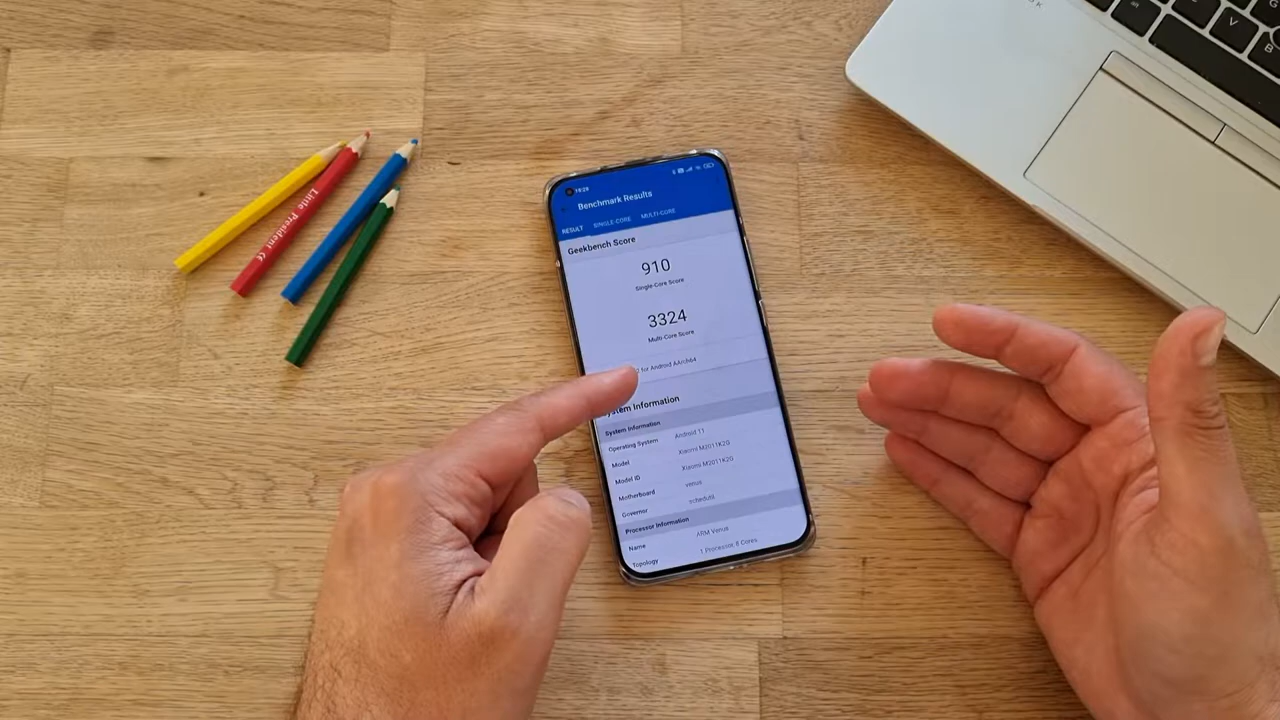 Little President CE
Benchmark Results
RESULT SINGLE-CORE MULTI-CORE
Geekbench Score
910
Single-Core Score
3324
Multi-Core Score
for Android AArch64
System Information
System Information
Operating System Android 11
Model Xiaomi M2011K2G
Model ID Xiaomi M2011K2G
Motherboard venus
Governor schedutil
Processor Information
Name ARM Venus
Topology 1 Processor, 8 Cores
V
B